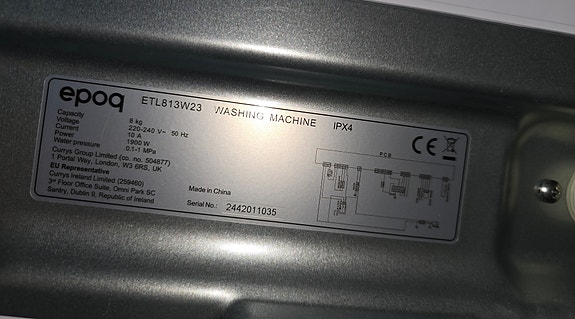 epoq ETL813W23 WASHING MACHINE IPX4
Capacity 8 kg
Voltage 220-240 V~ 50 Hz
Current 10 A
Power 1900 W
Water pressure 0.1-1 MPa
Currys Group Limited (co. no. 504877)
1 Portal Way, London, W3 6RS, UK
EU Representative
Currys Ireland Limited (259460)
3rd Floor Office Suite, Omni Park SC
Santry, Dublin 9, Republic of Ireland
Made in China
Serial No.: 2442011035
CE
PCB